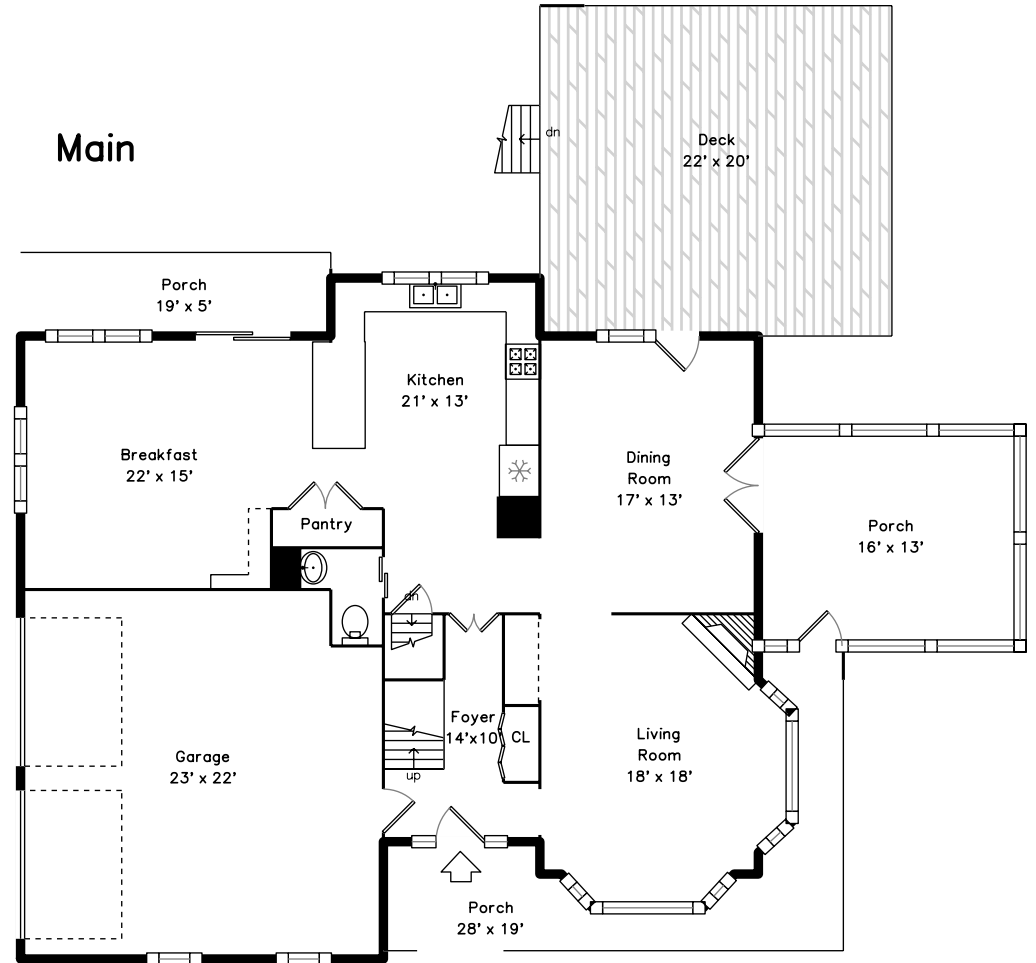 Main
dn
Deck
22' x 20'
Porch
19' x 5'
Kitchen
21' x 13'
Breakfast
22' x 15'
Dining
Room
17' x 13'
Pantry
Porch
16' x 13'
dn
Foyer
14'x10'
CL
Living
Room
18' x 18'
Garage
23' x 22'
up
Porch
28' x 19'